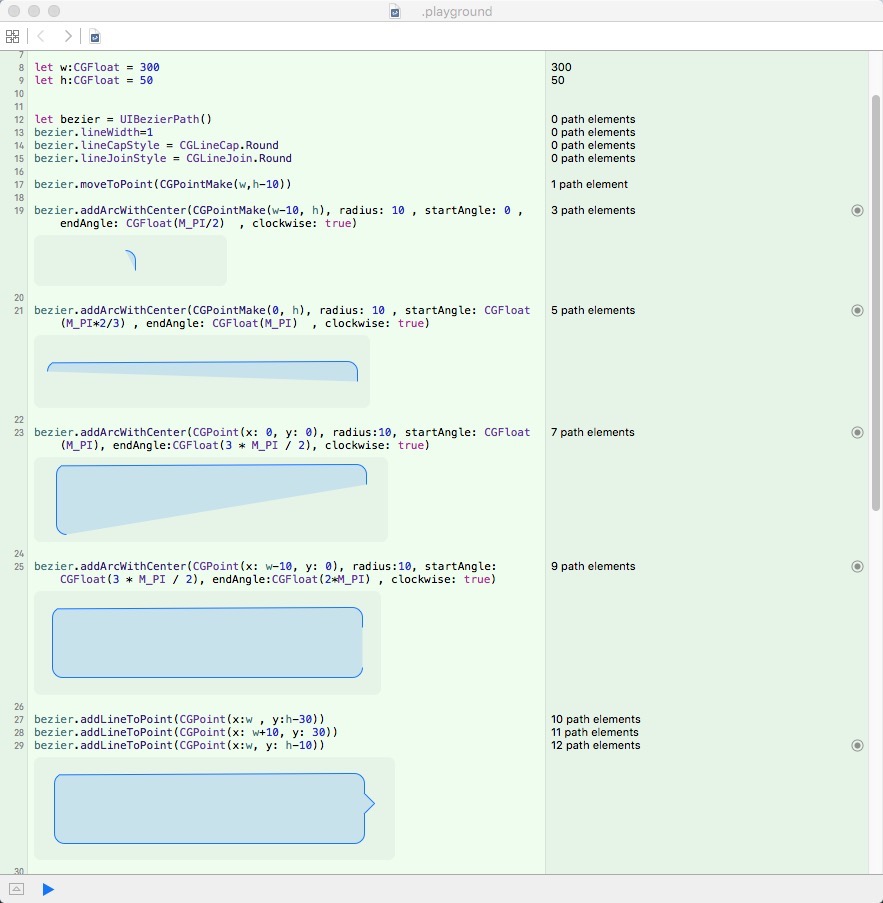 .playground
7
8 let w:CGFloat = 300 300
9 let h:CGFloat = 50 50
10
11
12 let bezier = UIBezierPath() 0 path elements
13 bezier.lineWidth=1 0 path elements
14 bezier.lineCapStyle = CGLineCap.Round 0 path elements
15 bezier.lineJoinStyle = CGLineJoin.Round 0 path elements
16
17 bezier.moveToPoint(CGPointMake(w,h-10)) 1 path element
18
19 bezier.addArcWithCenter(CGPointMake(w-10, h), radius: 10 , startAngle: 0 , 3 path elements
endAngle: CGFloat(M_PI/2)  , clockwise: true)
20
21 bezier.addArcWithCenter(CGPointMake(0, h), radius: 10 , startAngle: CGFloat 5 path elements
(M_PI*2/3) , endAngle: CGFloat(M_PI)  , clockwise: true)
22
23 bezier.addArcWithCenter(CGPoint(x: 0, y: 0), radius:10, startAngle: CGFloat 7 path elements
(M_PI), endAngle:CGFloat(3 * M_PI / 2), clockwise: true)
24
25 bezier.addArcWithCenter(CGPoint(x: w-10, y: 0), radius:10, startAngle: 9 path elements
CGFloat(3 * M_PI / 2), endAngle:CGFloat(2*M_PI) , clockwise: true)
26
27 bezier.addLineToPoint(CGPoint(x:w , y:h-30)) 10 path elements
28 bezier.addLineToPoint(CGPoint(x: w+10, y: 30)) 11 path elements
29 bezier.addLineToPoint(CGPoint(x:w, y: h-10)) 12 path elements
30